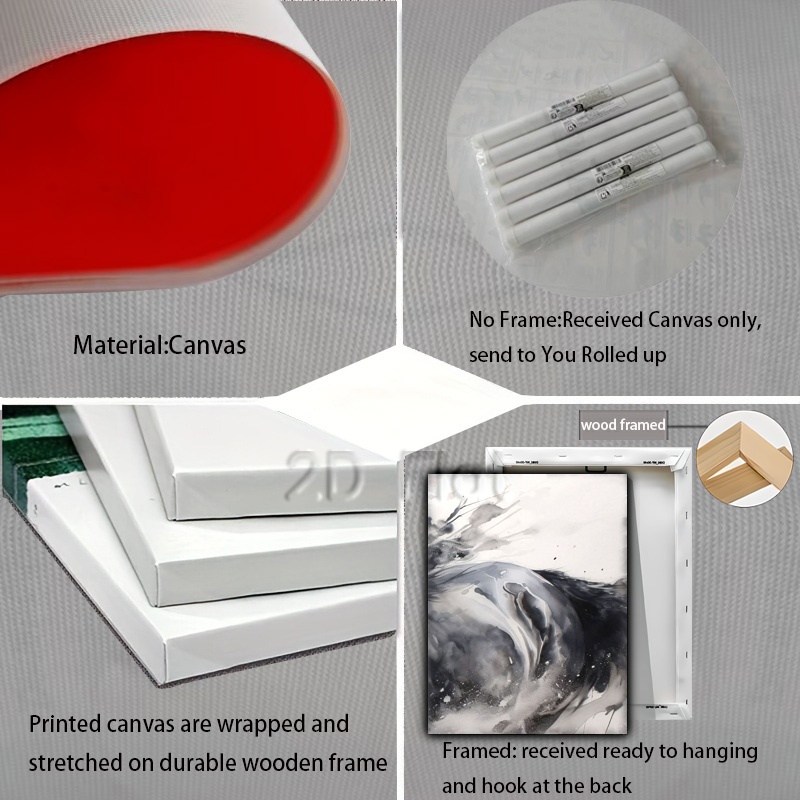 Material:Canvas
No Frame:Received Canvas only,
send to You Rolled up
wood framed
2D
Printed canvas are wrapped and
stretched on durable wooden frame
Framed: received ready to hanging
and hook at the back